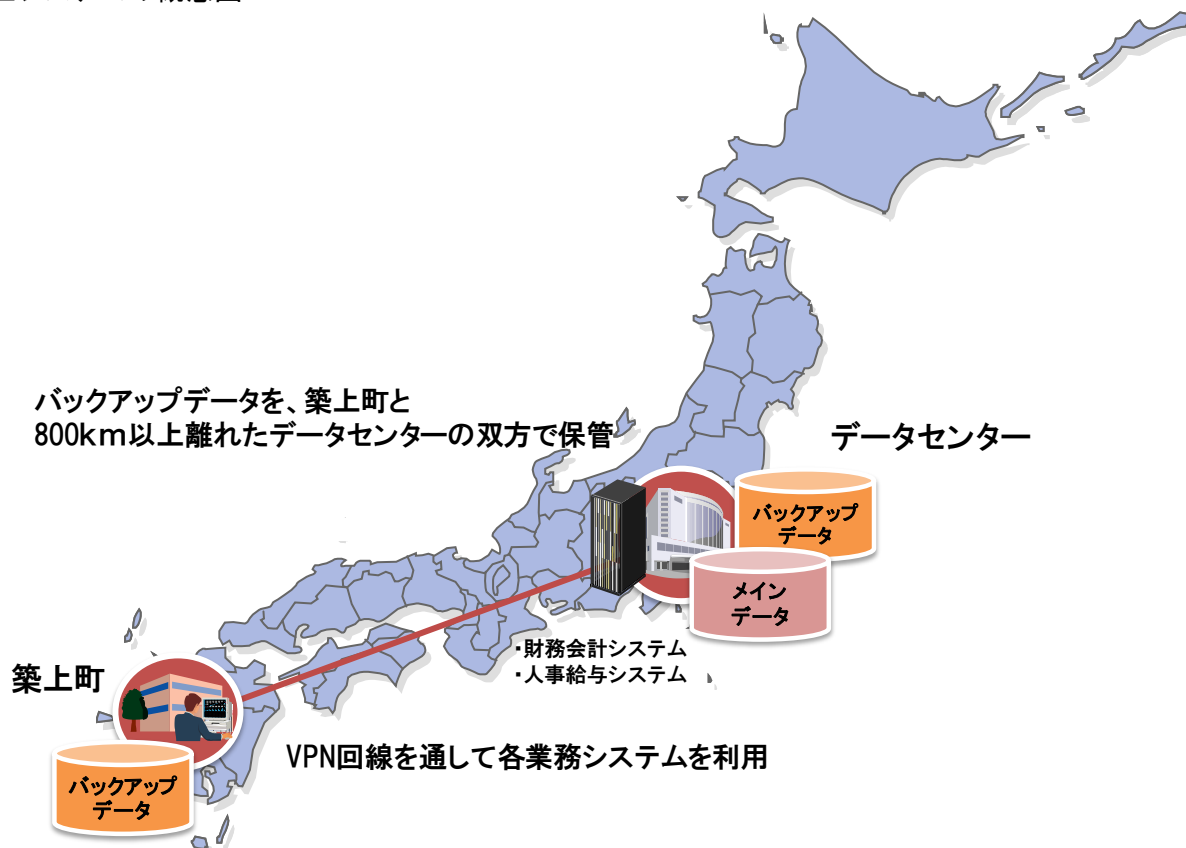 バックアップデータを、築上町と
800km以上離れたデータセンターの双方で保管
データセンター
バックアップ
データ
メイン
データ
・財務会計システム
・人事給与システム
築上町
VPN回線を通して各業務システムを利用
バックアップ
データ